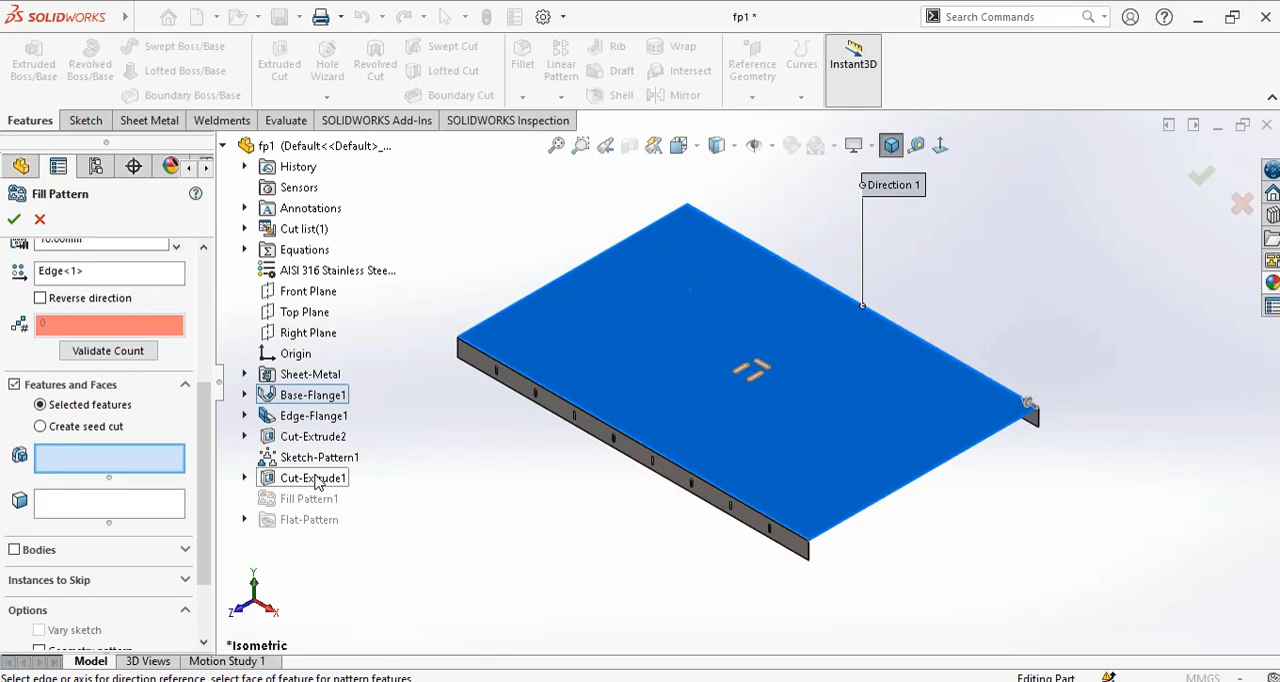 SOLIDWORKS
fp1 *
Search Commands
Extruded Boss/Base
Revolved Boss/Base
Swept Boss/Base
Lofted Boss/Base
Boundary Boss/Base
Extruded Cut
Hole Wizard
Revolved Cut
Swept Cut
Lofted Cut
Boundary Cut
Fillet
Linear Pattern
Rib
Draft
Shell
Wrap
Intersect
Mirror
Reference Geometry
Curves
Instant3D
Features
Sketch
Sheet Metal
Weldments
Evaluate
SOLIDWORKS Add-Ins
SOLIDWORKS Inspection
Fill Pattern
Edge<1>
Reverse direction
0
Validate Count
Features and Faces
Selected features
Create seed cut
Bodies
Instances to Skip
Options
Vary sketch
fp1 (Default<<Default>_...
History
Sensors
Annotations
Cut list(1)
Equations
AISI 316 Stainless Stee...
Front Plane
Top Plane
Right Plane
Origin
Sheet-Metal
Base-Flange1
Edge-Flange1
Cut-Extrude2
Sketch-Pattern1
Cut-Extrude1
Fill Pattern1
Flat-Pattern
Direction 1
Y
Z
X
*Isometric
Model
3D Views
Motion Study 1
Select edge or axis for direction reference, select face of feature for pattern features
Editing Part
MMGS